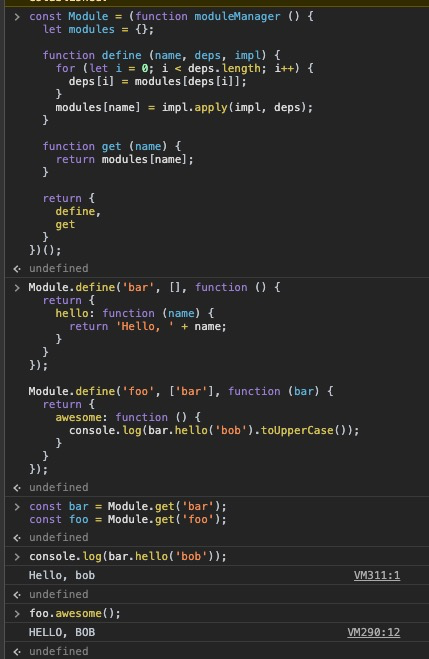 > const Module = (function moduleManager () {
    let modules = {};

    function define (name, deps, impl) {
      for (let i = 0; i < deps.length; i++) {
        deps[i] = modules[deps[i]];
      }
      modules[name] = impl.apply(impl, deps);
    }

    function get (name) {
      return modules[name];
    }

    return {
      define,
      get
    }
  })();
<· undefined
> Module.define('bar', [], function () {
    return {
      hello: function (name) {
        return 'Hello, ' + name;
      }
    }
  });

  Module.define('foo', ['bar'], function (bar) {
    return {
      awesome: function () {
        console.log(bar.hello('bob').toUpperCase());
      }
    }
  });
<· undefined
> const bar = Module.get('bar');
  const foo = Module.get('foo');
<· undefined
> console.log(bar.hello('bob'));
  Hello, bob VM311:1
<· undefined
> foo.awesome();
  HELLO, BOB VM290:12
<· undefined